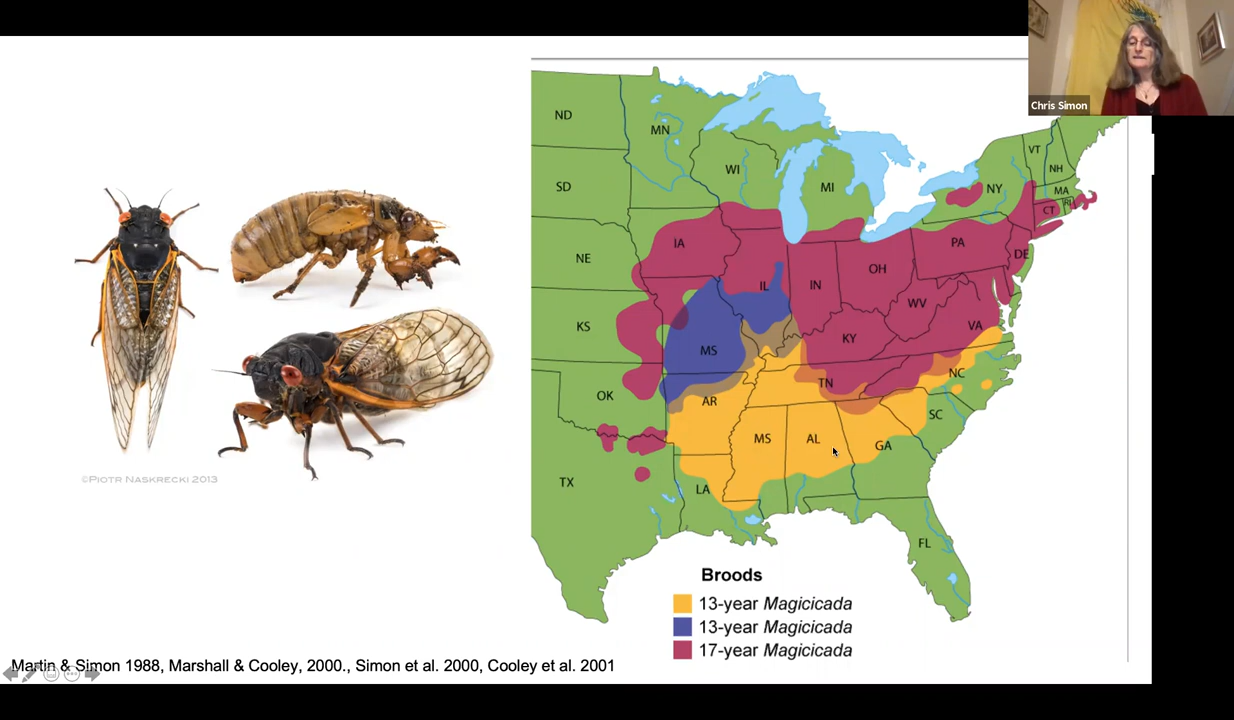 Chris Simon
ND
MN
VT
NH
WI
MI
NY
MA
SD
CT
RI
IA
PA
NE
OH
DE
IL
IN
WV
KS
VA
KY
MS
TN
NC
OK
AR
SC
MS
AL
GA
TX
LA
FL
©PIOTR NASKRECKI 2013
Broods
13-year Magicicada
13-year Magicicada
17-year Magicicada
Martin & Simon 1988, Marshall & Cooley, 2000., Simon et al. 2000, Cooley et al. 2001